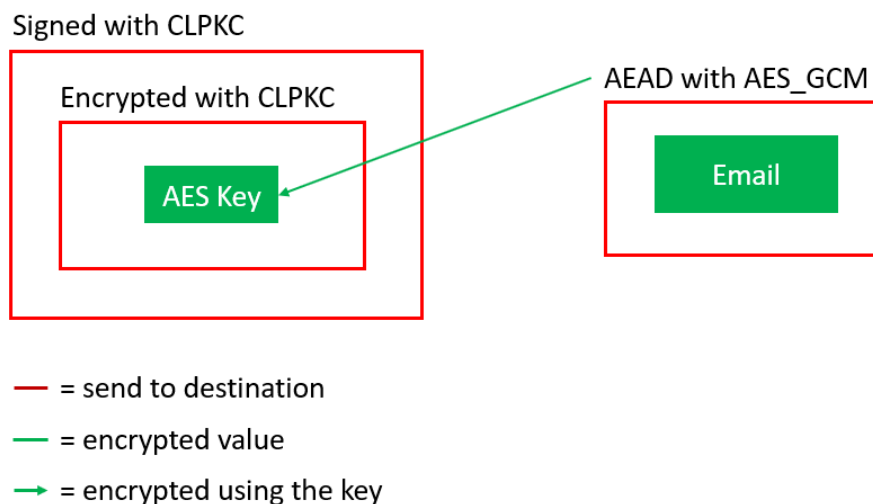 Signed with CLPKC
Encrypted with CLPKC
AES Key
AEAD with AES_GCM
Email
= send to destination
= encrypted value
= encrypted using the key